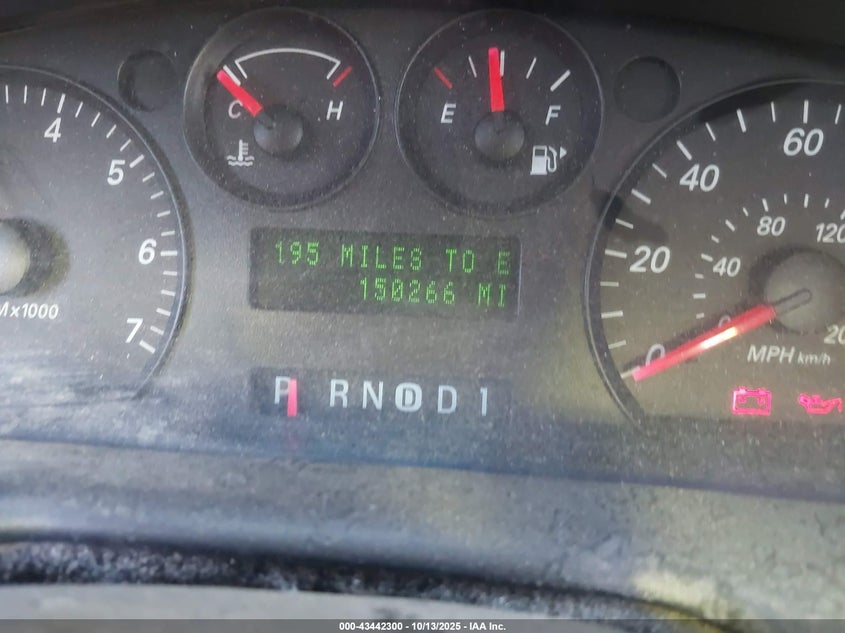 C H
E F
4
5
6
7
Mx1000
195 MILES TO E
150266 MI
P R N D D 1
0 20 40 60
0 40 80 120
20
MPH km/h
000-43442300 - 10/13/2025 - IAA Inc.